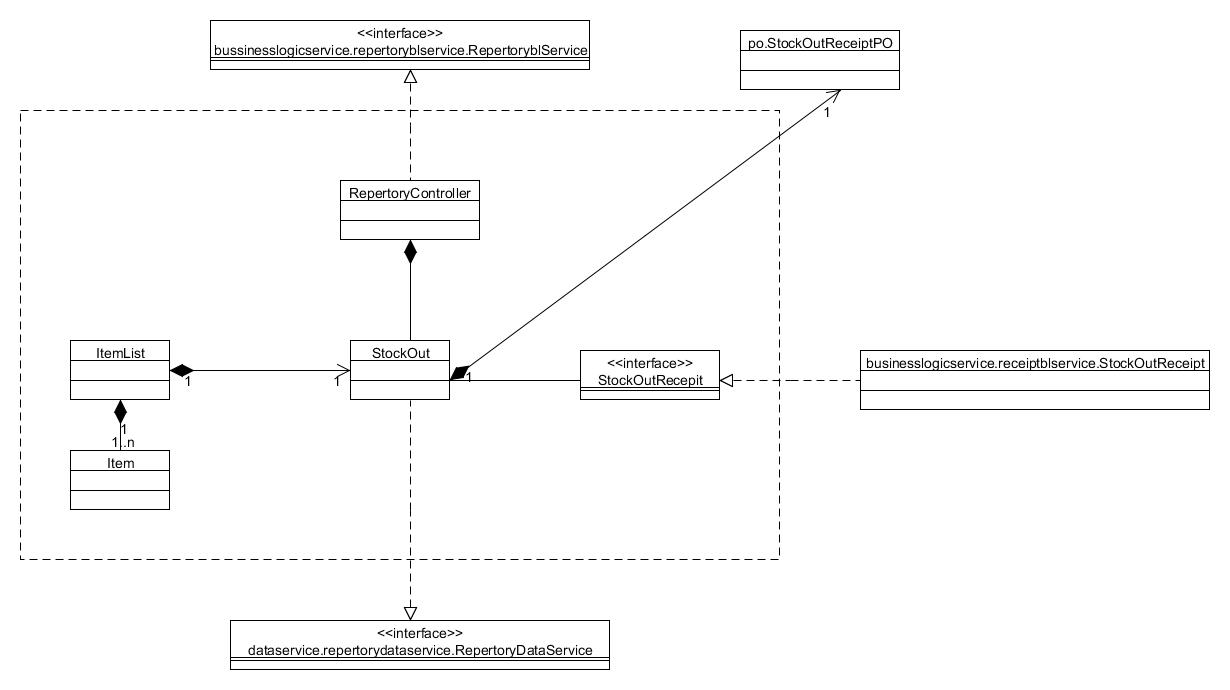 <<interface>>
bussinesslogicservice.repertoryblservice.RepertoryblService
po.StockOutReceiptPO
1
RepertoryController
ItemList
1
1
StockOut
1
<<interface>>
StockOutRecepit
businesslogicservice.receiptblservice.StockOutReceipt
1
1..n
Item
<<interface>>
dataservice.repertorydataservice.RepertoryDataService